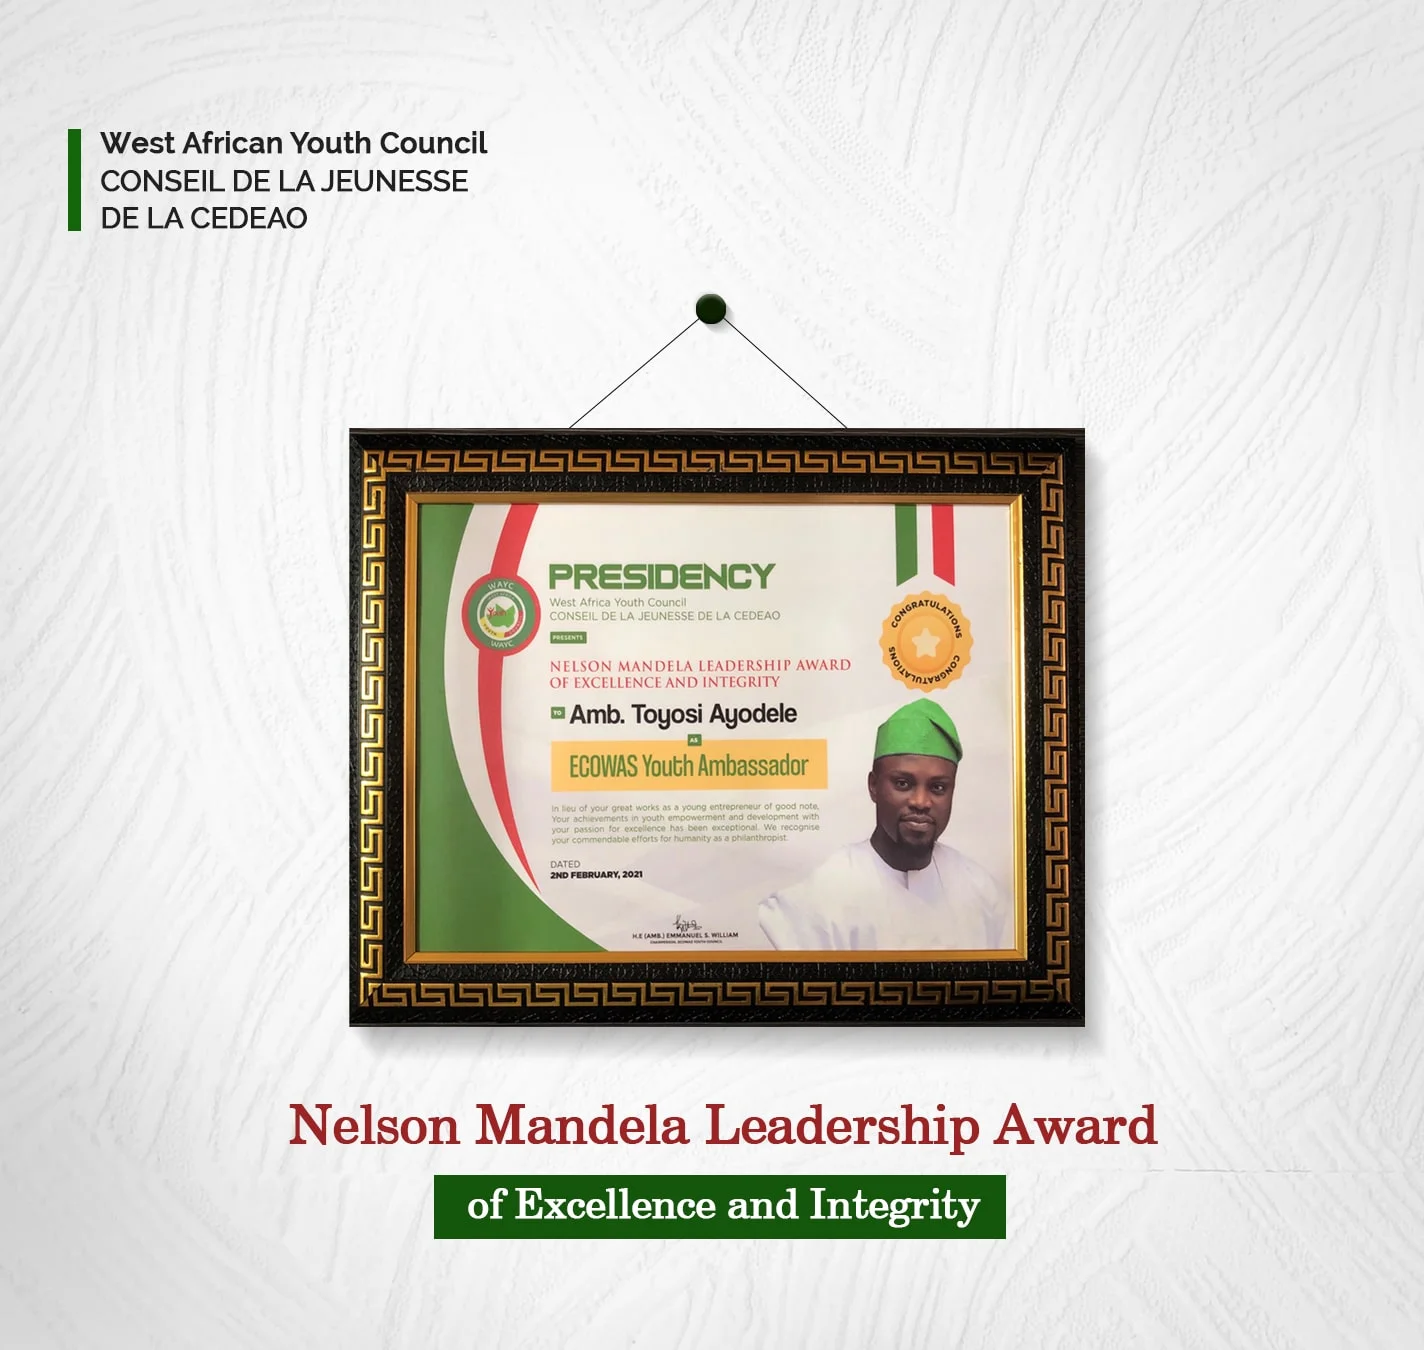 West African Youth Council
CONSEIL DE LA JEUNESSE
DE LA CEDEAO
WAYC
WAYC
PRESIDENCY
West Africa Youth Council
CONSEIL DE LA JEUNESSE DE LA CEDEAO
PRESENTS
CONGRATULATIONS
CONGRATULATIONS
NELSON MANDELA LEADERSHIP AWARD
OF EXCELLENCE AND INTEGRITY
TO Amb. Toyosi Ayodele
AS
ECOWAS Youth Ambassador
In lieu of your great works as a young entrepreneur of good note,
Your achievements in youth empowerment and development with
your passion for excellence has been exceptional. We recognise
your commendable efforts for humanity as a philanthropist.
DATED
2ND FEBRUARY, 2021
H.E (AMB.) EMMANUEL S. WILLIAM
CHAIRPERSON, ECOWAS YOUTH COUNCIL
Nelson Mandela Leadership Award
of Excellence and Integrity